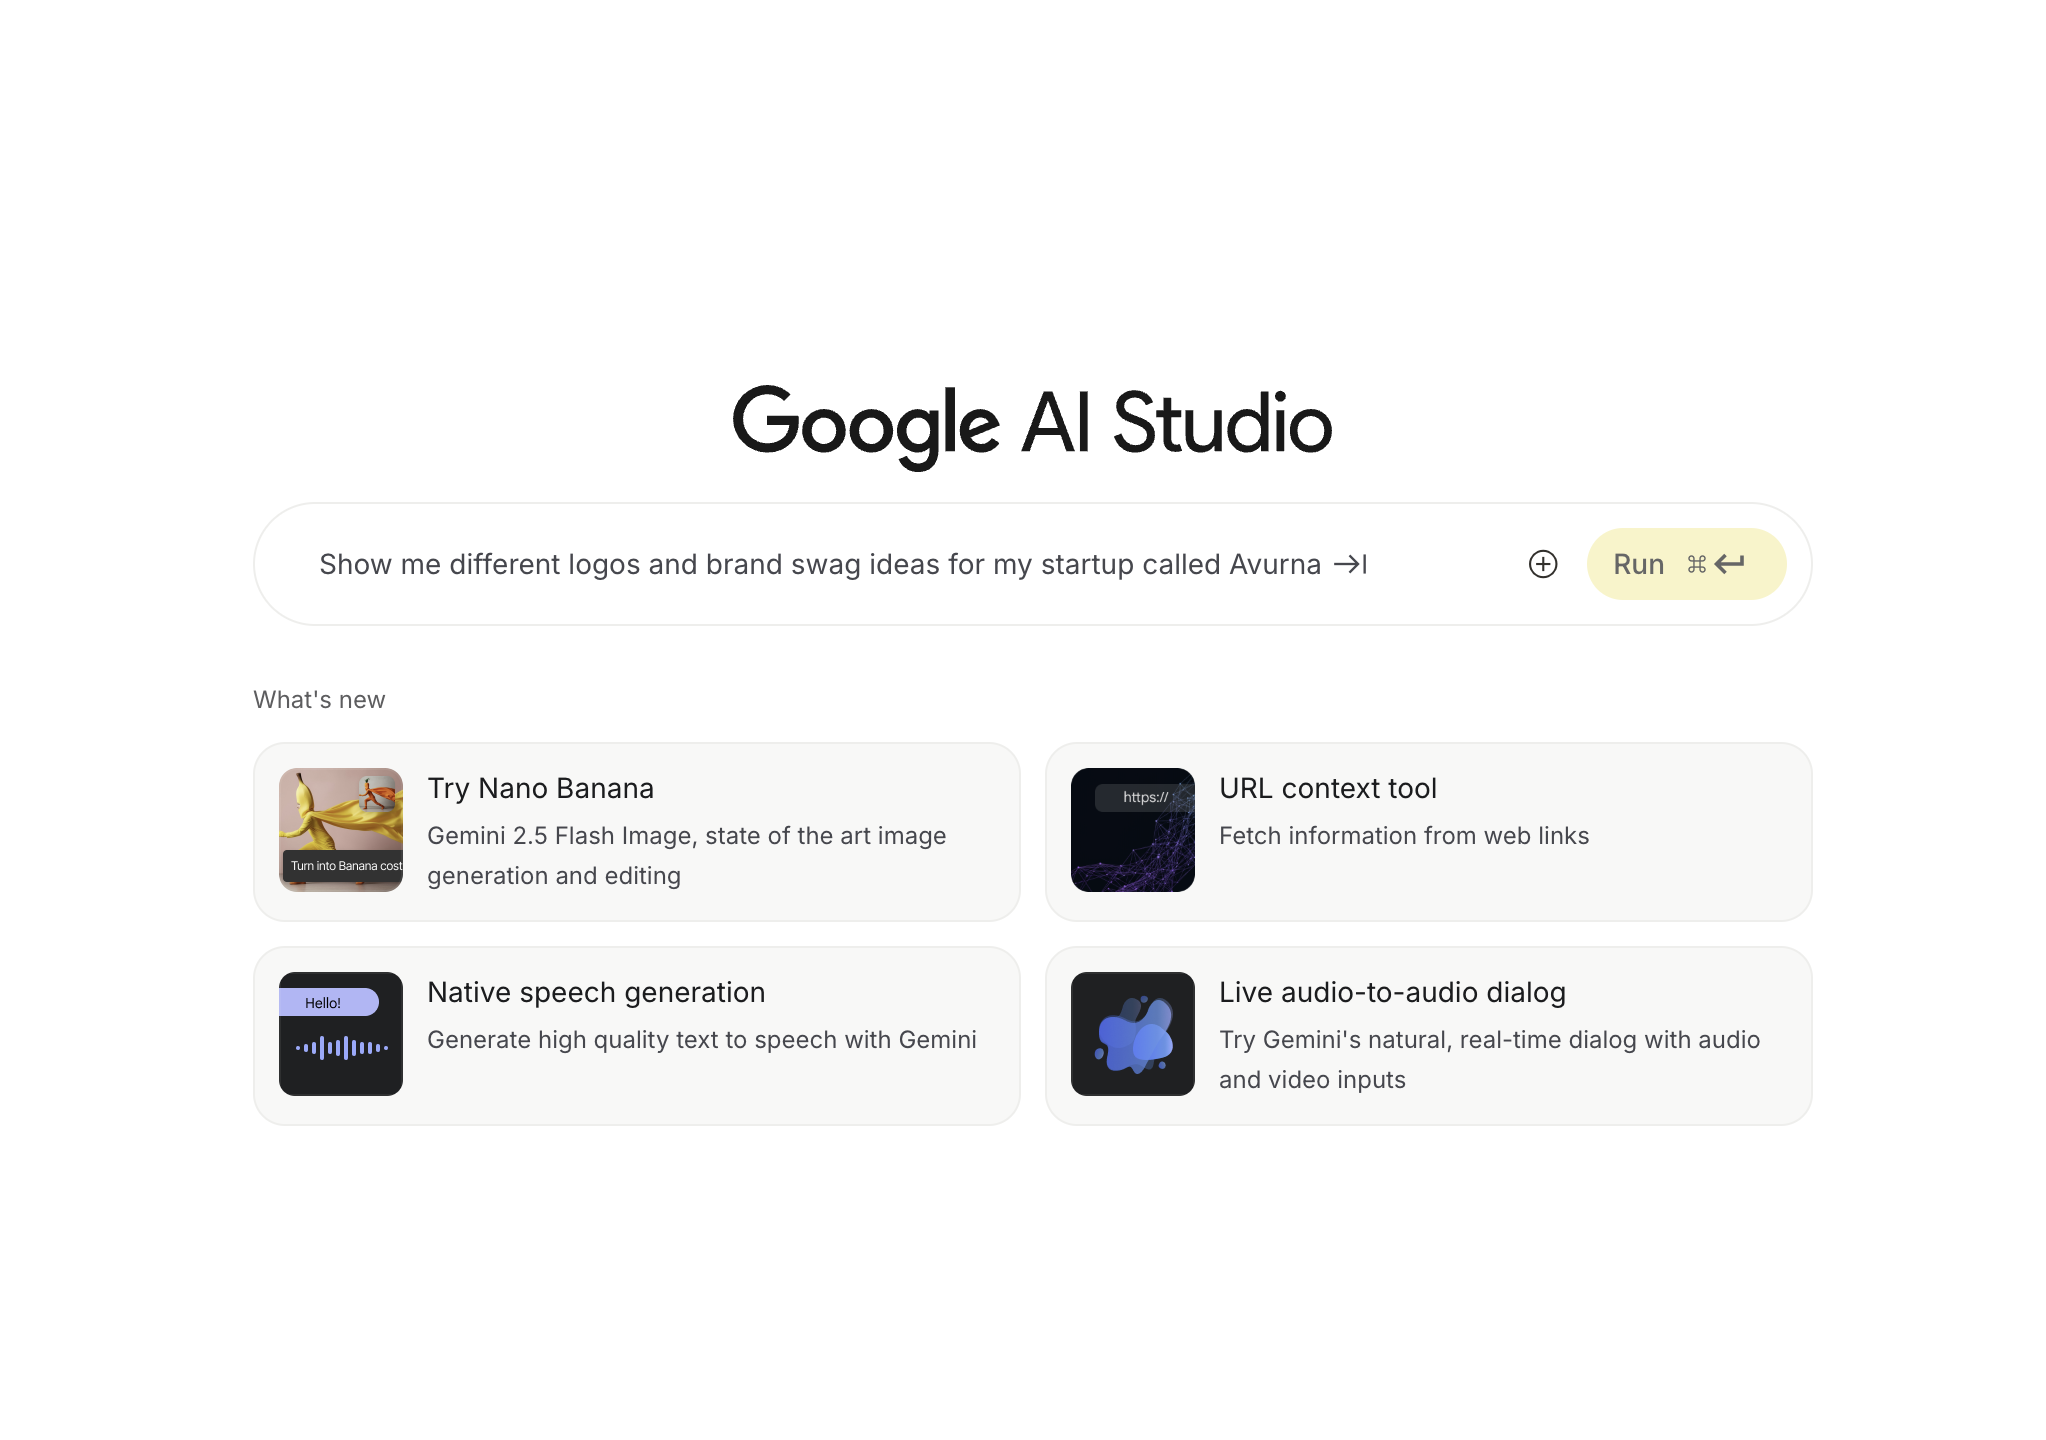 Google AI Studio
Show me different logos and brand swag ideas for my startup called Avurna →|
Run ⌘ ↵
What's new
Turn into Banana cost
Try Nano Banana
Gemini 2.5 Flash Image, state of the art image
generation and editing
https://
URL context tool
Fetch information from web links
Hello!
Native speech generation
Generate high quality text to speech with Gemini
Live audio-to-audio dialog
Try Gemini's natural, real-time dialog with audio
and video inputs